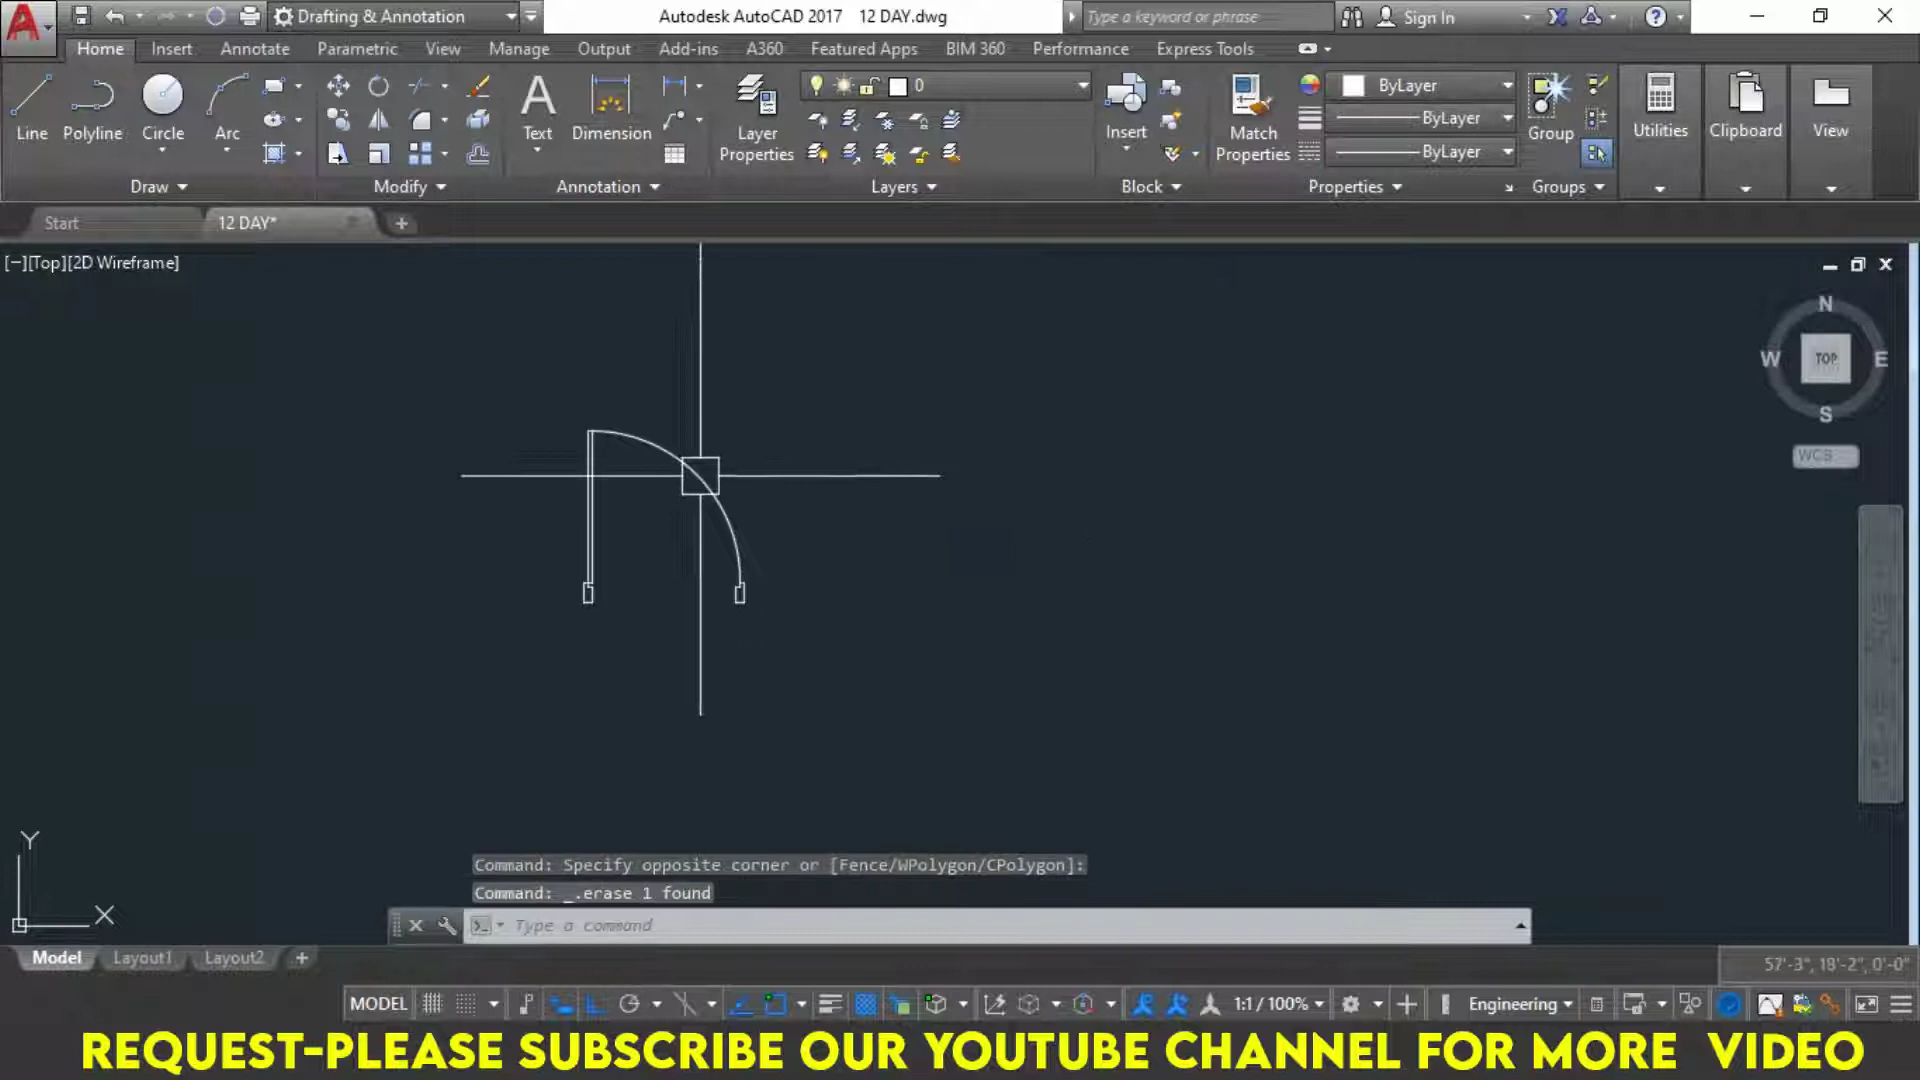 Drafting & Annotation
Autodesk AutoCAD 2017 12 DAY.dwg
Type a keyword or phrase
Sign In
Home Insert Annotate Parametric View Manage Output Add-ins A360 Featured Apps BIM 360 Performance Express Tools
0
ByLayer
ByLayer
ByLayer
Line Polyline Circle Arc
Text Dimension
Layer Properties
Insert
Match Properties
Group
Utilities Clipboard View
Draw Modify Annotation Layers Block Properties Groups
Start 12 DAY*
[−][Top][2D Wireframe]
N
W TOP E
S
WCS
Y
X
Command: Specify opposite corner or [Fence/WPolygon/CPolygon]:
Command: _.erase 1 found
Type a command
Model Layout1 Layout2 +
57'-3", 18'-2", 0'-0"
MODEL 1:1 / 100% Engineering
REQUEST-PLEASE SUBSCRIBE OUR YOUTUBE CHANNEL FOR MORE VIDEO